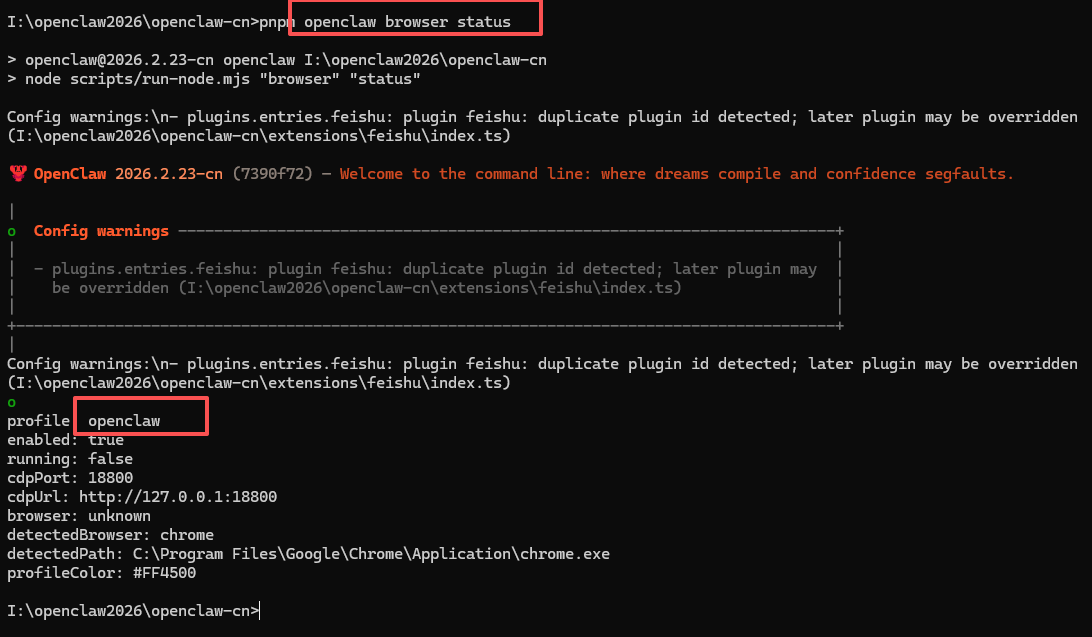 I:\openclaw2026\openclaw-cn>pnpm openclaw browser status
> openclaw@2026.2.23-cn openclaw I:\openclaw2026\openclaw-cn
> node scripts/run-node.mjs "browser" "status"
Config warnings:\n- plugins.entries.feishu: plugin feishu: duplicate plugin id detected; later plugin may be overridden
(I:\openclaw2026\openclaw-cn\extensions\feishu\index.ts)
OpenClaw 2026.2.23-cn (7390f72) — Welcome to the command line: where dreams compile and confidence segfaults.
Config warnings
- plugins.entries.feishu: plugin feishu: duplicate plugin id detected; later plugin may
be overridden (I:\openclaw2026\openclaw-cn\extensions\feishu\index.ts)
Config warnings:\n- plugins.entries.feishu: plugin feishu: duplicate plugin id detected; later plugin may be overridden
(I:\openclaw2026\openclaw-cn\extensions\feishu\index.ts)
profile: openclaw
enabled: true
running: false
cdpPort: 18800
cdpUrl: http://127.0.0.1:18800
browser: unknown
detectedBrowser: chrome
detectedPath: C:\Program Files\Google\Chrome\Application\chrome.exe
profileColor: #FF4500
I:\openclaw2026\openclaw-cn>